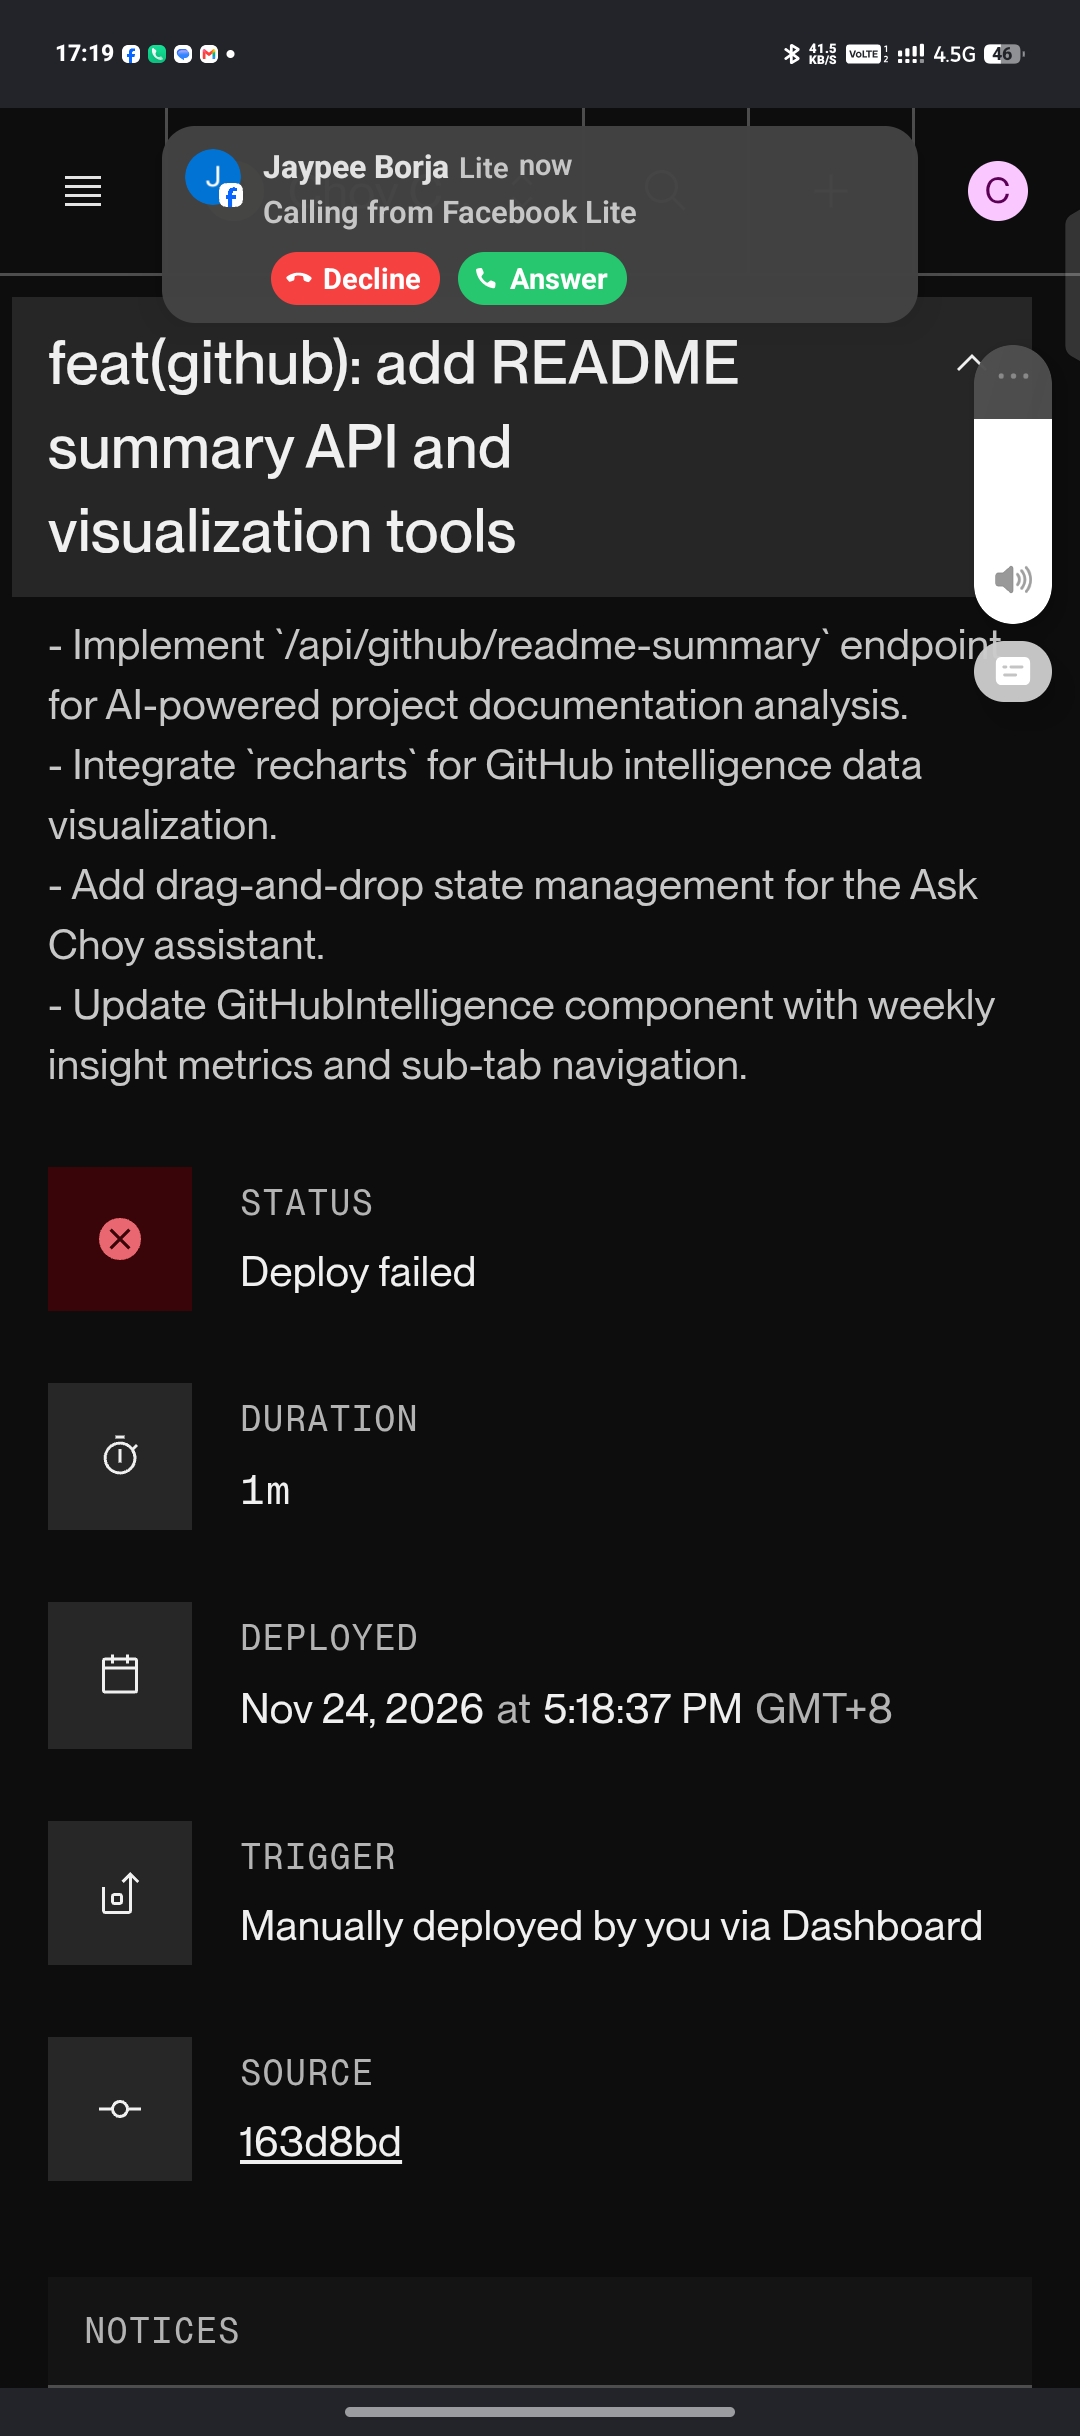 17:19
41.5 KB/S VoLTE 1 2 4.5G 46
Jaypee Borja Lite now
J
Calling from Facebook Lite
Decline Answer
C
feat(github): add README
summary API and
visualization tools
- Implement `/api/github/readme-summary` endpoint
for AI-powered project documentation analysis.
- Integrate `recharts` for GitHub intelligence data
visualization.
- Add drag-and-drop state management for the Ask
Choy assistant.
- Update GitHubIntelligence component with weekly
insight metrics and sub-tab navigation.
STATUS
Deploy failed
DURATION
1m
DEPLOYED
Nov 24, 2026 at 5:18:37 PM GMT+8
TRIGGER
Manually deployed by you via Dashboard
SOURCE
163d8bd
NOTICES